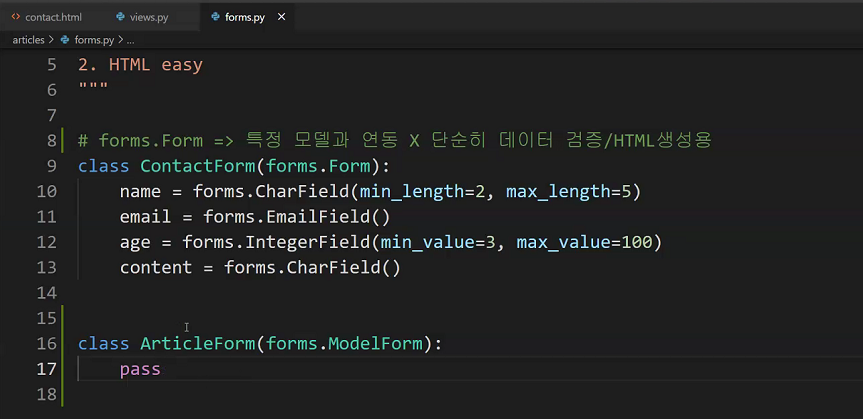 contact.html views.py forms.py ×
articles > forms.py > ...
5 2. HTML easy
6 """
7
8 # forms.Form => 특정 모델과 연동 X 단순히 데이터 검증/HTML생성용
9 class ContactForm(forms.Form):
10 name = forms.CharField(min_length=2, max_length=5)
11 email = forms.EmailField()
12 age = forms.IntegerField(min_value=3, max_value=100)
13 content = forms.CharField()
14
15
16 class ArticleForm(forms.ModelForm):
17 pass
18